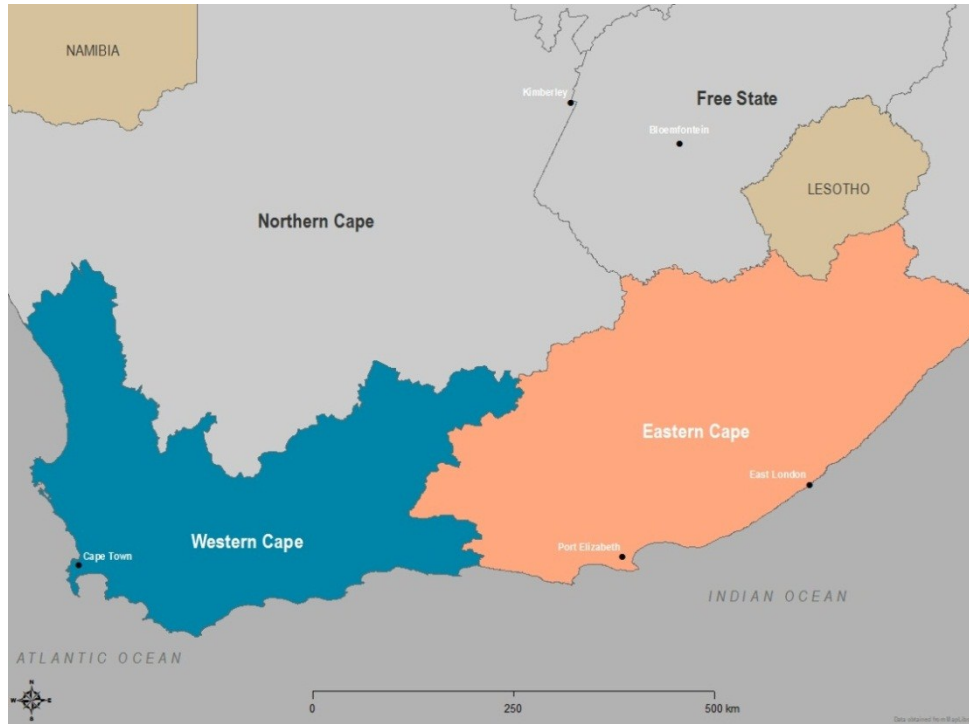 NAMIBIA
Kimberley
Free State
Bloemfontein
LESOTHO
Northern Cape
Eastern Cape
East London
Western Cape
Port Elizabeth
Cape Town
INDIAN OCEAN
ATLANTIC OCEAN
N
W E
S
0 250 500 km